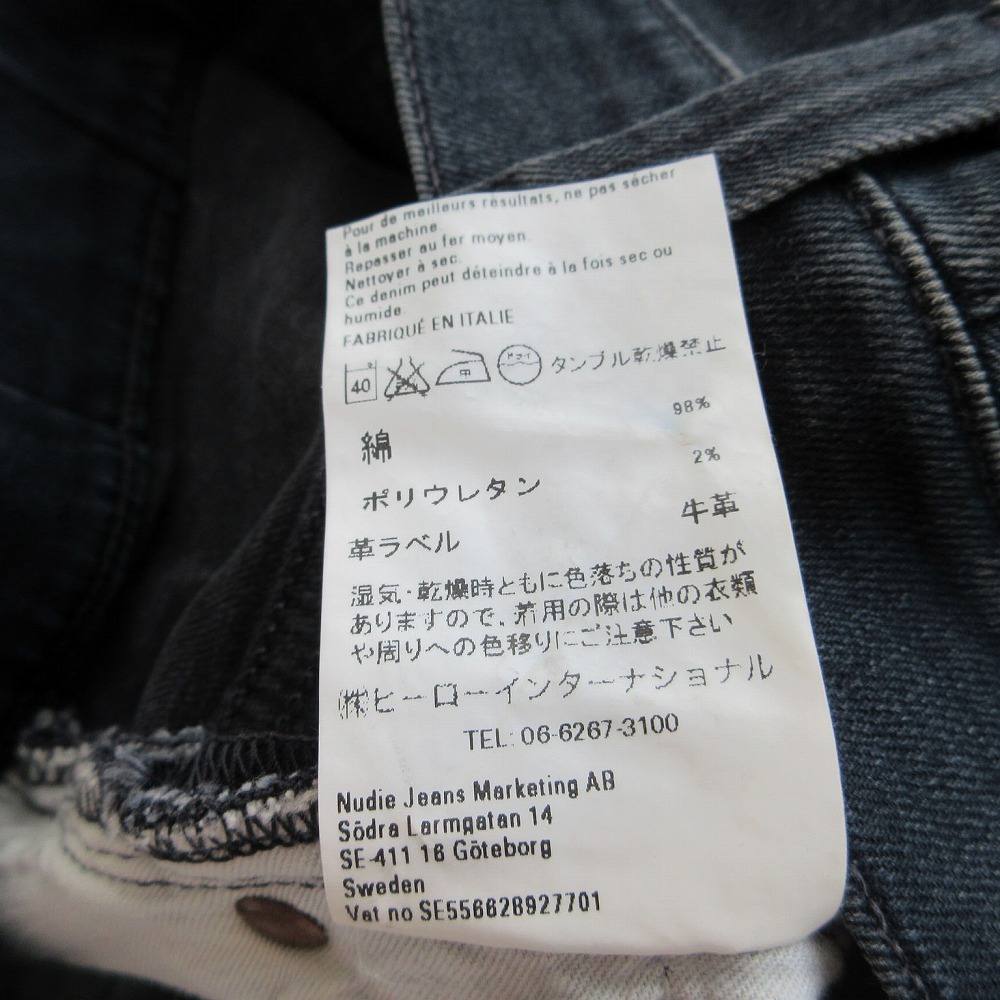 Pour de meilleurs résultats, ne pas sécher
à la machine.
Repasser au fer moyen.
Nettoyer à sec.
Ce denim peut déteindre à la fois sec ou
humide.
FABRIQUÉ EN ITALIE
40 中 ドライ タンブル乾燥禁止
綿 98%
ポリウレタン 2%
革ラベル 牛革
湿気・乾燥時ともに色落ちの性質が
ありますので、着用の際は他の衣類
や周りへの色移りにご注意下さい
㈱ヒーローインターナショナル
TEL: 06-6267-3100
Nudie Jeans Marketing AB
Södra Larmgatan 14
SE-411 16 Göteborg
Sweden
Vat no SE556628927701